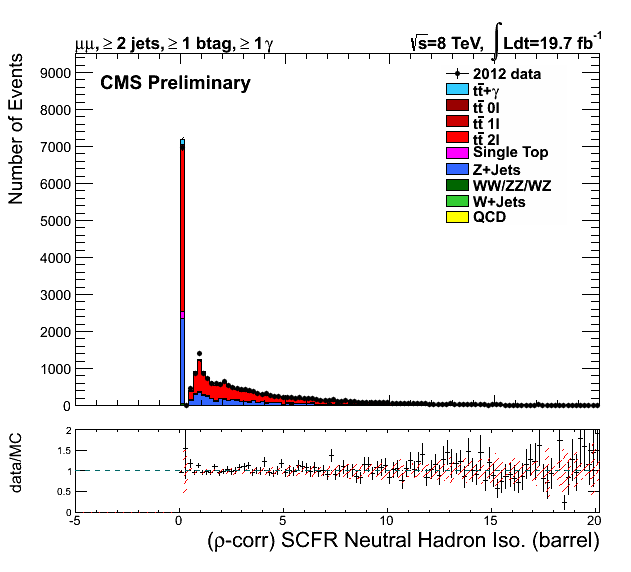 μμ, ≥ 2 jets, ≥ 1 btag, ≥ 1 γ
√s=8 TeV, ∫ Ldt=19.7 fb⁻¹
CMS Preliminary
2012 data
tt̄+γ
tt̄ 0l
tt̄ 1l
tt̄ 2l
Single Top
Z+Jets
WW/ZZ/WZ
W+Jets
QCD
Number of Events
9000
8000
7000
6000
5000
4000
3000
2000
1000
0
data/MC
2
1.5
1
0.5
0
-5 0 5 10 15 20
(ρ-corr) SCFR Neutral Hadron Iso. (barrel)